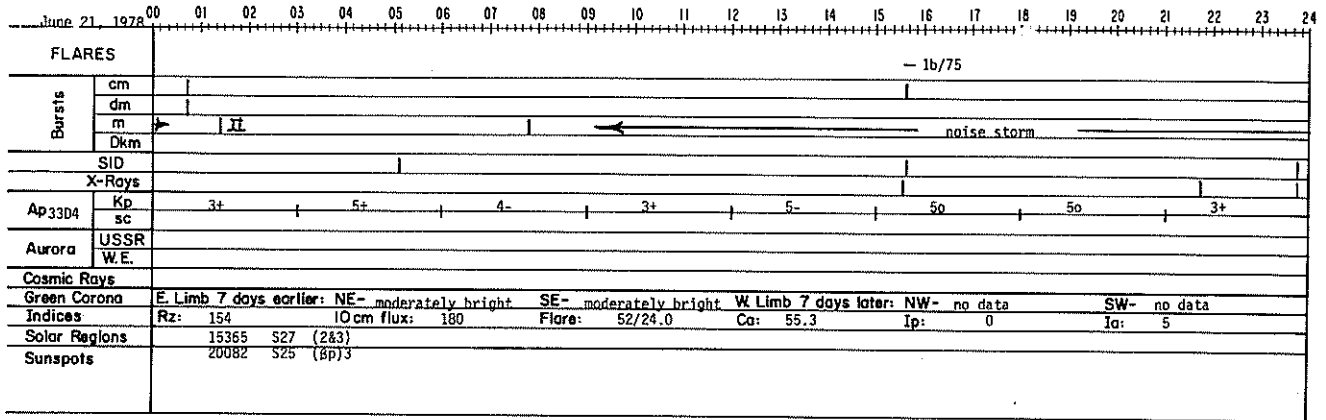 June 21, 1978 00 01 02 03 04 05 06 07 08 09 10 11 12 13 14 15 16 17 18 19 20 21 22 23 24
FLARES
— 1b/75
Bursts
cm
dm
m II noise storm
Dkm
SID
X-Rays
Ap 33D4
Kp 3+ 5+ 4- 3+ 5- 5o 5o 3+
sc
Aurora
USSR
W.E.
Cosmic Rays
Green Corona E. Limb 7 days earlier: NE- moderately bright SE- moderately bright W. Limb 7 days later: NW- no data SW- no data
Indices Rz: 154 10cm flux: 180 Flare: 52/24.0 Ca: 55.3 Ip: 0 Ia: 5
Solar Regions 15365 S27 (2&3)
Sunspots 20082 S25 (βp)3